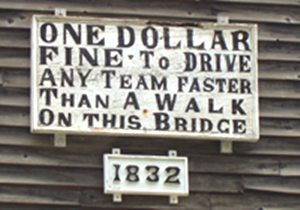 ONE DOLLAR
FINE·TO DRIVE
ANY TEAM FASTER
THAN A WALK
ON THIS BRIDGE
1832